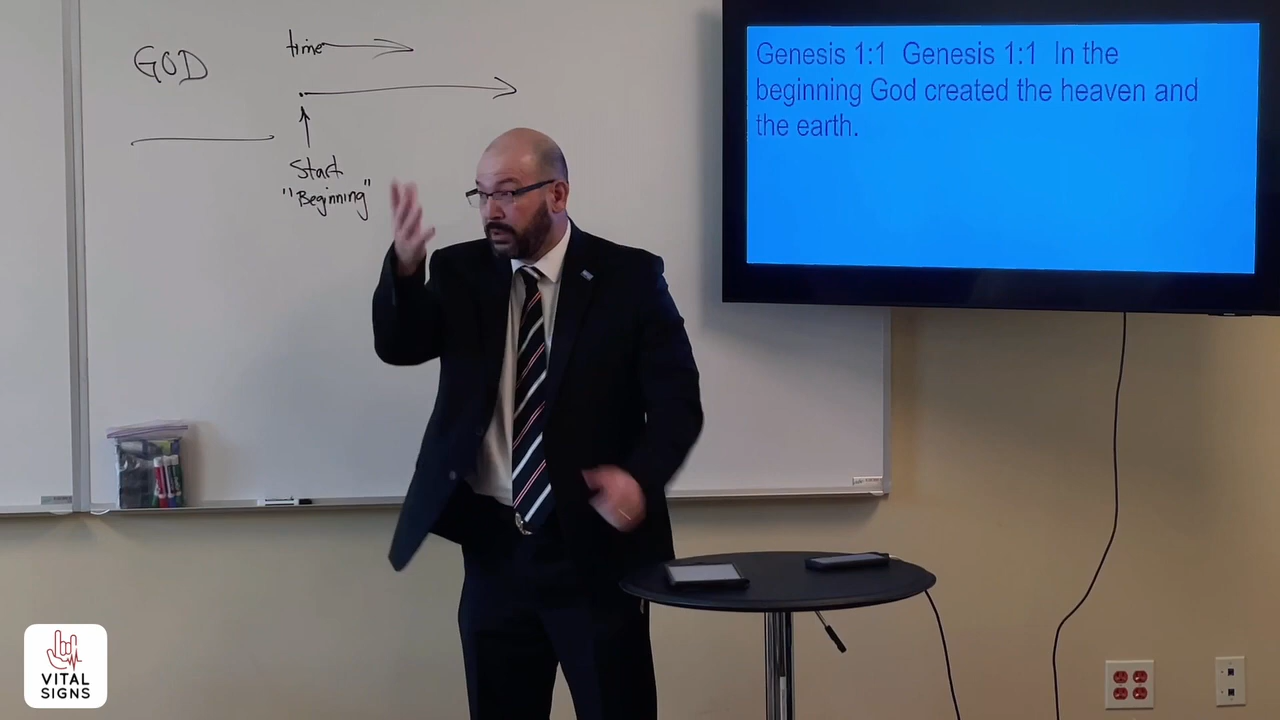 GOD
time
Start
"Beginning"
Genesis 1:1 Genesis 1:1 In the
beginning God created the heaven and
the earth.
VITAL
SIGNS